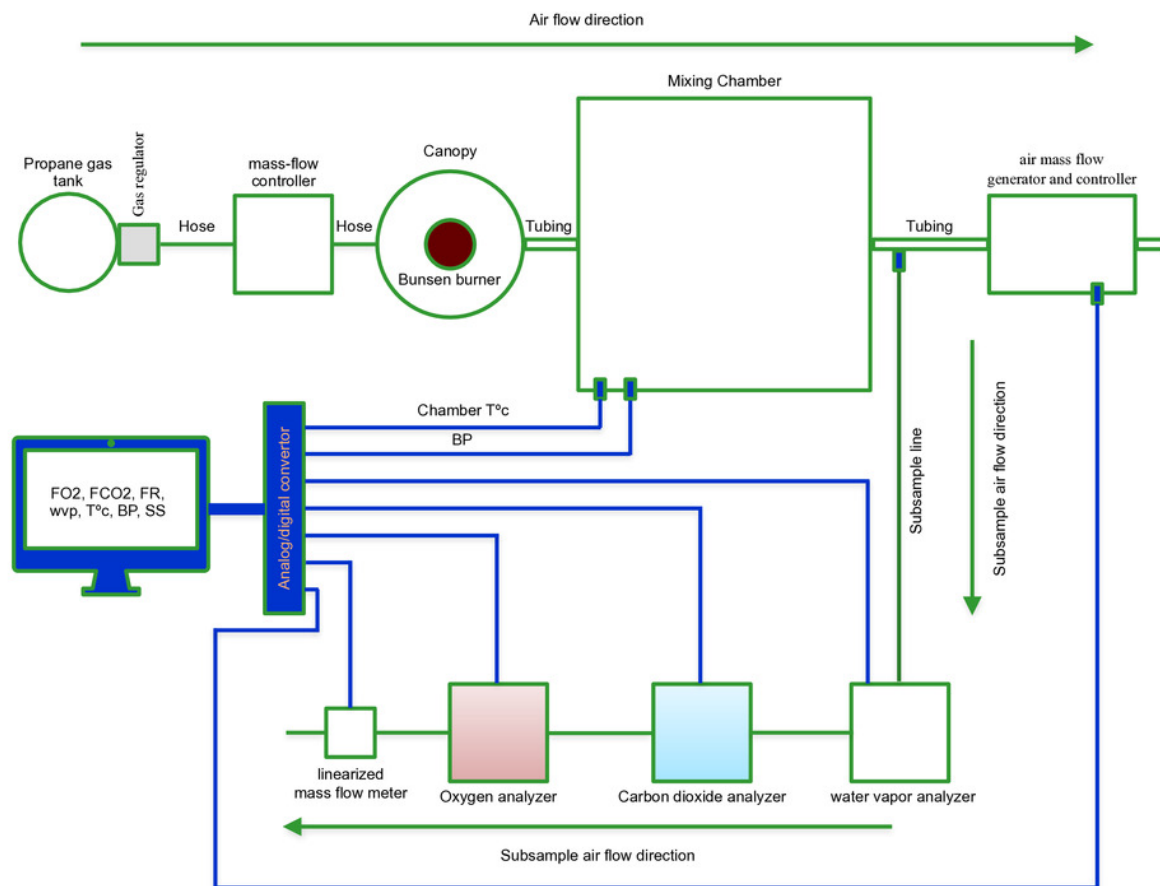 Air flow direction
Mixing Chamber
Propane gas
tank
Gas regulator
mass-flow
controller
Canopy
air mass flow
generator and controller
Hose
Hose
Tubing
Tubing
Bunsen burner
Chamber Tºc
BP
Analog/digital convertor
FO2, FCO2, FR,
wvp, Tºc, BP, SS
Subsample line
Subsample air flow direction
linearized
mass flow meter
Oxygen analyzer
Carbon dioxide analyzer
water vapor analyzer
Subsample air flow direction